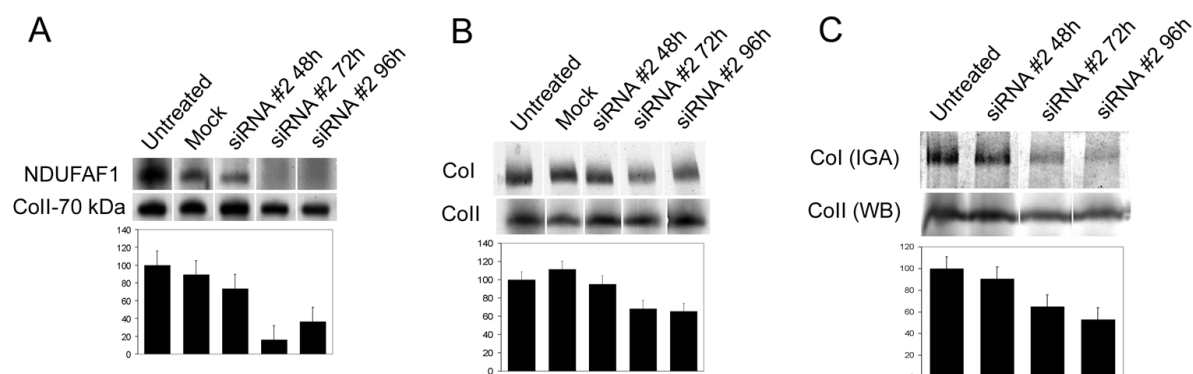 A
Untreated
Mock
siRNA #2 48h
siRNA #2 72h
siRNA #2 96h
NDUFAF1
CoII-70 kDa
140
120
100
80
60
40
20
0
B
Untreated
Mock
siRNA #2 48h
siRNA #2 72h
siRNA #2 96h
CoI
CoII
140
120
100
80
60
40
20
0
C
Untreated
siRNA #2 48h
siRNA #2 72h
siRNA #2 96h
CoI (IGA)
CoII (WB)
120
100
80
60
40
20
0